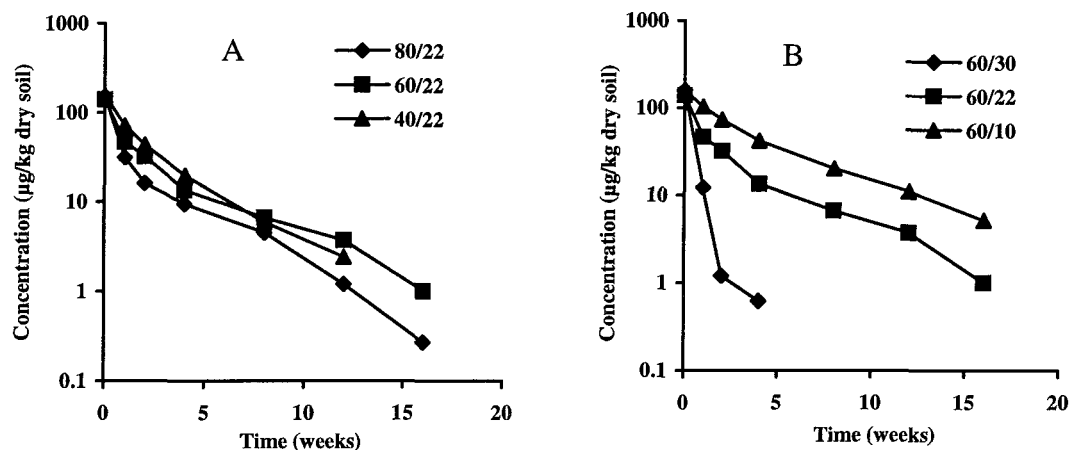 A
1000
100
10
1
0.1
Concentration (µg/kg dry soil)
80/22
60/22
40/22
0 5 10 15 20
Time (weeks)
B
1000
100
10
1
0.1
Concentration (µg/kg dry soil)
60/30
60/22
60/10
0 5 10 15 20
Time (weeks)